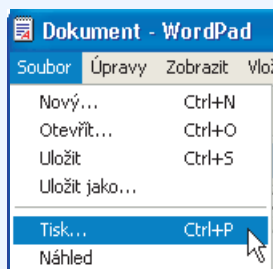 Dokument - WordPad
Soubor Úpravy Zobrazit
Nový... Ctrl+N
Otevřít... Ctrl+O
Uložit Ctrl+S
Uložit jako...
Tisk... Ctrl+P
Náhled